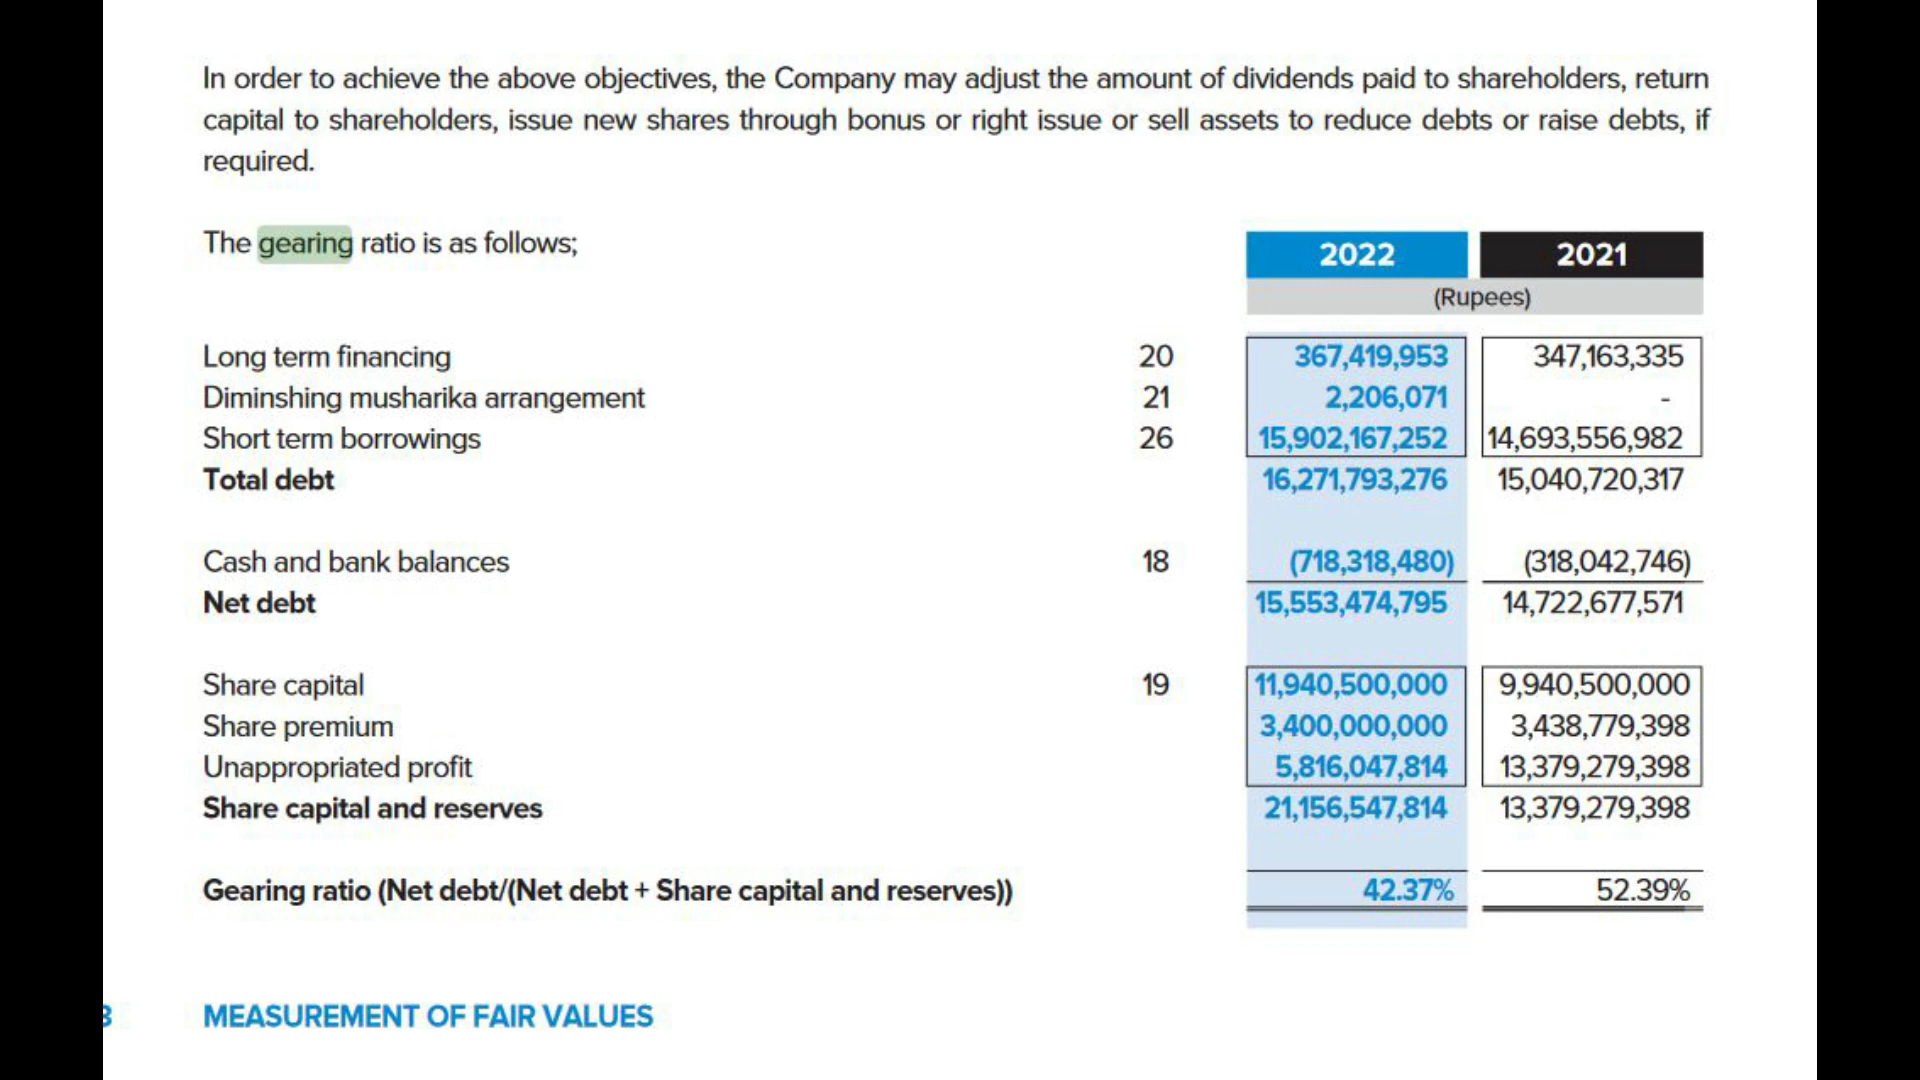 In order to achieve the above objectives, the Company may adjust the amount of dividends paid to shareholders, return
capital to shareholders, issue new shares through bonus or right issue or sell assets to reduce debts or raise debts, if
required.
The gearing ratio is as follows;
2022 2021
(Rupees)
Long term financing 20 367,419,953 347,163,335
Diminshing musharika arrangement 21 2,206,071 -
Short term borrowings 26 15,902,167,252 14,693,556,982
Total debt 16,271,793,276 15,040,720,317
Cash and bank balances 18 (718,318,480) (318,042,746)
Net debt 15,553,474,795 14,722,677,571
Share capital 19 11,940,500,000 9,940,500,000
Share premium 3,400,000,000 3,438,779,398
Unappropriated profit 5,816,047,814 13,379,279,398
Share capital and reserves 21,156,547,814 13,379,279,398
Gearing ratio (Net debt/(Net debt + Share capital and reserves)) 42.37% 52.39%
MEASUREMENT OF FAIR VALUES